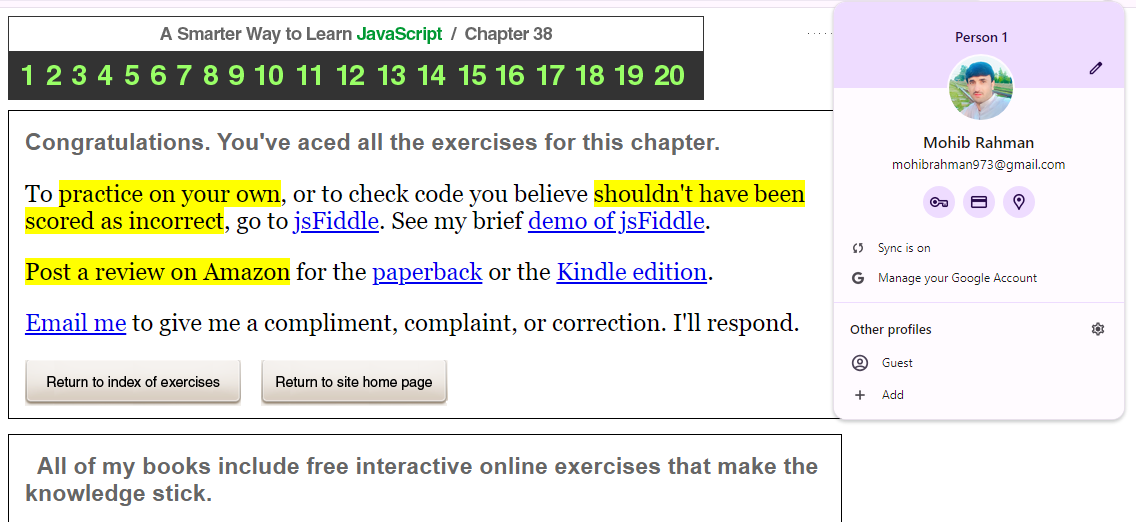 A Smarter Way to Learn JavaScript / Chapter 38
1 2 3 4 5 6 7 8 9 10 11 12 13 14 15 16 17 18 19 20
Congratulations. You've aced all the exercises for this chapter.
To practice on your own, or to check code you believe shouldn't have been
scored as incorrect, go to jsFiddle. See my brief demo of jsFiddle.
Post a review on Amazon for the paperback or the Kindle edition.
Email me to give me a compliment, complaint, or correction. I'll respond.
Return to index of exercises Return to site home page
All of my books include free interactive online exercises that make the
knowledge stick.
Person 1
Mohib Rahman
mohibrahman973@gmail.com
Sync is on
Manage your Google Account
Other profiles
Guest
Add